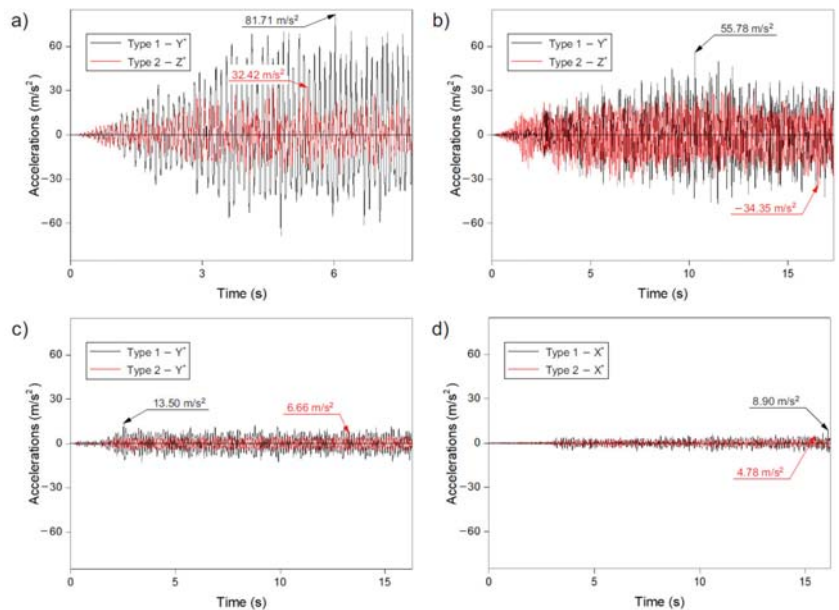 a)
81.71 m/s²
Type 1 – Y*
Type 2 – Z*
32.42 m/s²
Accelerations (m/s²)
60
30
0
−30
−60
0
3
6
Time (s)
b)
55.78 m/s²
Type 1 – Y*
Type 2 – Z*
−34.35 m/s²
Accelerations (m/s²)
60
30
0
−30
−60
0
5
10
15
Time (s)
c)
Type 1 – Y*
Type 2 – Y*
13.50 m/s²
6.66 m/s²
Accelerations (m/s²)
60
30
0
−30
−60
0
5
10
15
Time (s)
d)
Type 1 – X*
Type 2 – X*
8.90 m/s²
4.78 m/s²
Accelerations (m/s²)
60
30
0
−30
−60
0
5
10
15
Time (s)